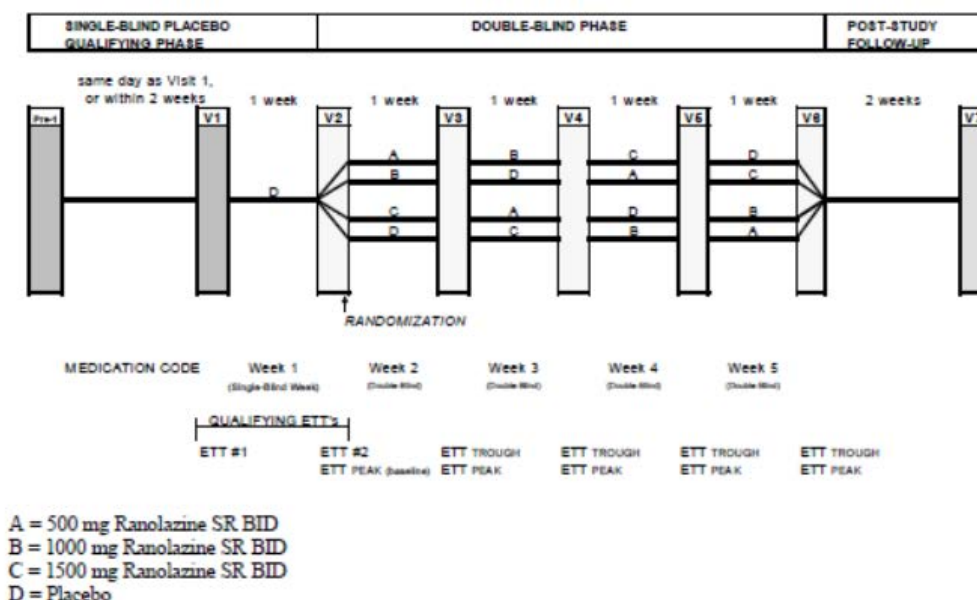 SINGLE-BLIND PLACEBO QUALIFYING PHASE
DOUBLE-BLIND PHASE
POST-STUDY FOLLOW-UP
same day as Visit 1,
or within 2 weeks
1 week
1 week
1 week
1 week
1 week
2 weeks
Pre-1
V1
V2
V3
V4
V5
V6
V7
A B C D
B D A C
D
C A D B
D C B A
RANDOMIZATION
MEDICATION CODE
Week 1
Week 2
Week 3
Week 4
Week 5
(Single-Blind Week)
(Double-Blind)
(Double-Blind)
(Double-Blind)
(Double-Blind)
QUALIFYING ETT's
ETT #1
ETT #2
ETT TROUGH
ETT TROUGH
ETT TROUGH
ETT TROUGH
ETT PEAK (baseline)
ETT PEAK
ETT PEAK
ETT PEAK
ETT PEAK
A = 500 mg Ranolazine SR BID
B = 1000 mg Ranolazine SR BID
C = 1500 mg Ranolazine SR BID
D = Placebo